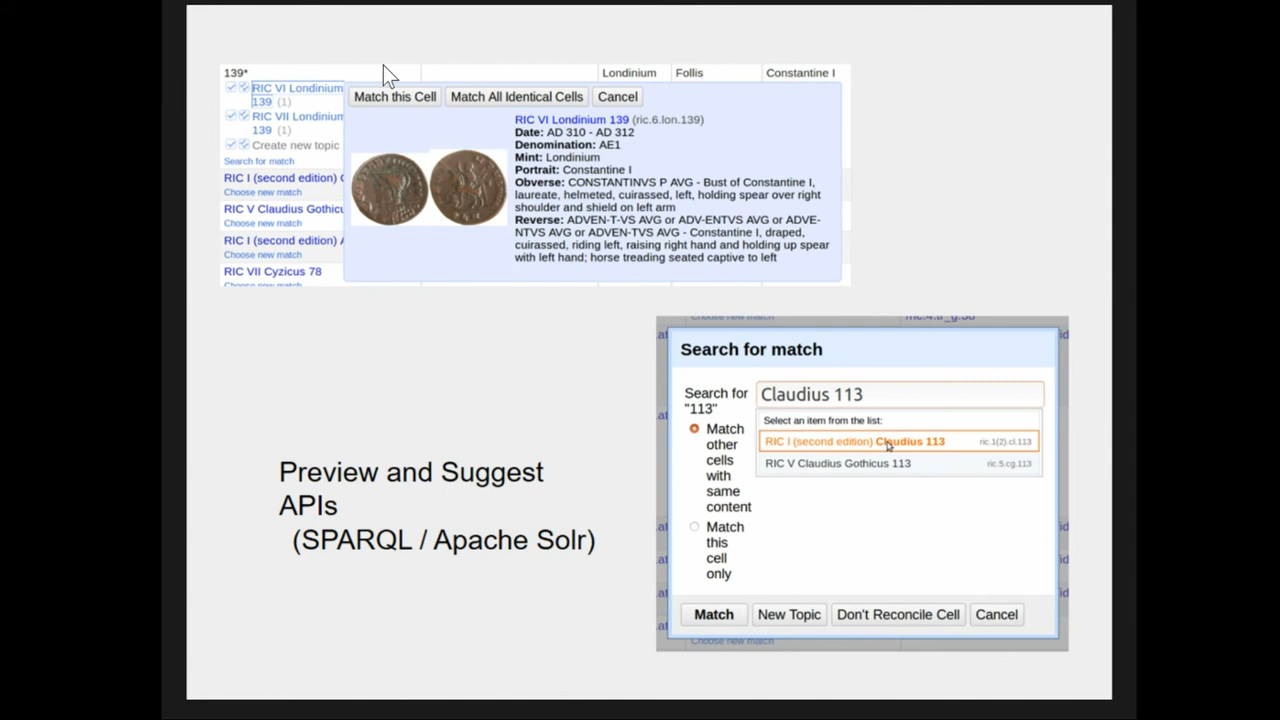 139*
Londinium
Follis
Constantine I
RIC VI Londinium
139 (1)
RIC VII Londinium
139 (1)
Create new topic
Search for match
RIC I (second edition)
Choose new match
RIC V Claudius Gothicu
Choose new match
RIC I (second edition) A
Choose new match
RIC VII Cyzicus 78
Choose new match
Match this Cell
Match All Identical Cells
Cancel
RIC VI Londinium 139 (ric.6.lon.139)
Date: AD 310 - AD 312
Denomination: AE1
Mint: Londinium
Portrait: Constantine I
Obverse: CONSTANTINVS P AVG - Bust of Constantine I,
laureate, helmeted, cuirassed, left, holding spear over right
shoulder and shield on left arm
Reverse: ADVEN-T-VS AVG or ADV-ENTVS AVG or ADVE-
NTVS AVG or ADVEN-TVS AVG - Constantine I, draped,
cuirassed, riding left, raising right hand and holding up spear
with left hand; horse treading seated captive to left
Preview and Suggest
APIs
(SPARQL / Apache Solr)
Choose new match
Search for match
Search for
"113"
Claudius 113
Select an item from the list:
RIC I (second edition) Claudius 113
ric.1(2).cl.113
RIC V Claudius Gothicus 113
ric.5.cg.113
Match
other
cells
with
same
content
Match
this
cell
only
Match
New Topic
Don't Reconcile Cell
Cancel
Choose new match